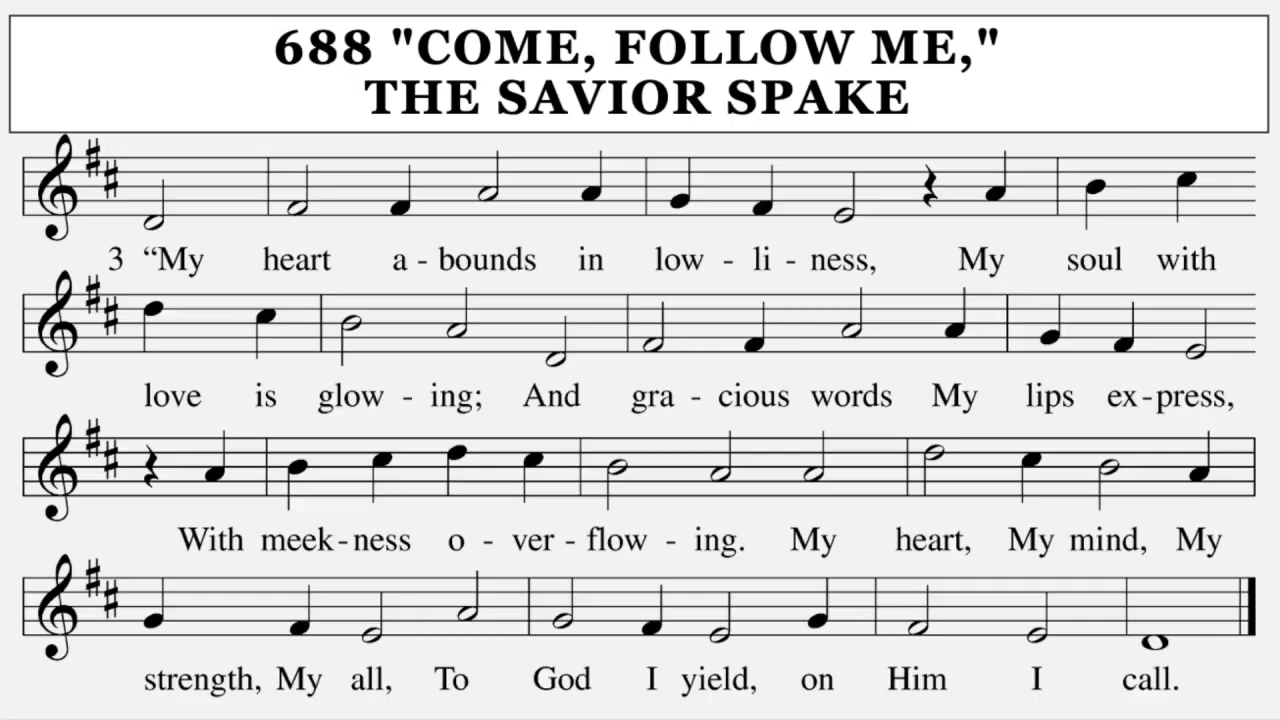 688 "COME, FOLLOW ME,"
THE SAVIOR SPAKE
3 “My heart a - bounds in low - li - ness, My soul with
love is glow - ing; And gra - cious words My lips ex - press,
With meek - ness o - ver - flow - ing. My heart, My mind, My
strength, My all, To God I yield, on Him I call.